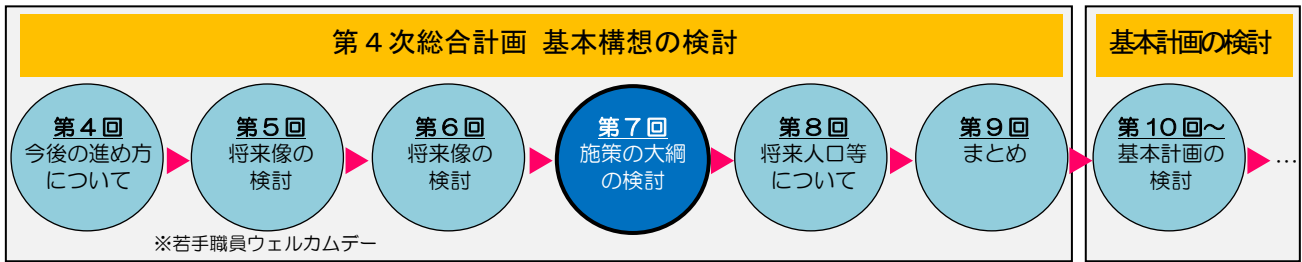 第４次総合計画 基本構想の検討
基本計画の検討
第４回
今後の進め方
について
第５回
将来像の
検討
第６回
将来像の
検討
第７回
施策の大綱
の検討
第８回
将来人口等
について
第９回
まとめ
第10回～
基本計画の
検討
…
※若手職員ウェルカムデー